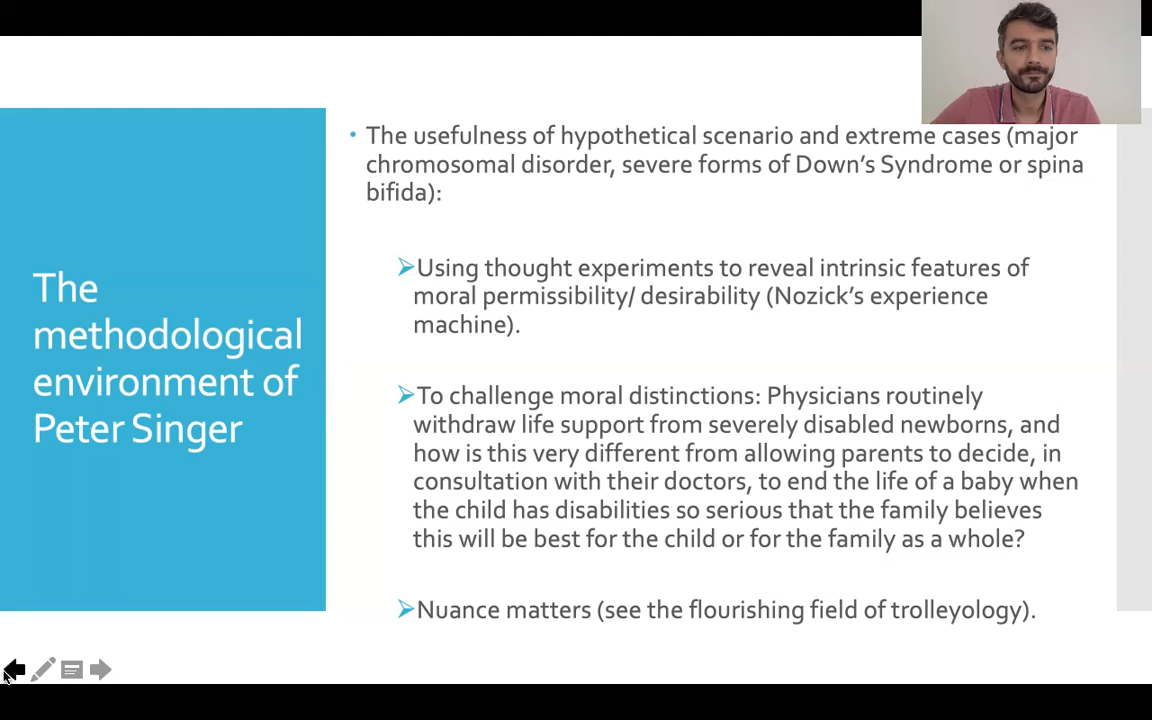 The
methodological
environment of
Peter Singer
• The usefulness of hypothetical scenario and extreme cases (major
chromosomal disorder, severe forms of Down's Syndrome or spina
bifida):
➢Using thought experiments to reveal intrinsic features of
moral permissibility/ desirability (Nozick's experience
machine).
➢To challenge moral distinctions: Physicians routinely
withdraw life support from severely disabled newborns, and
how is this very different from allowing parents to decide, in
consultation with their doctors, to end the life of a baby when
the child has disabilities so serious that the family believes
this will be best for the child or for the family as a whole?
➢Nuance matters (see the flourishing field of trolleyology).